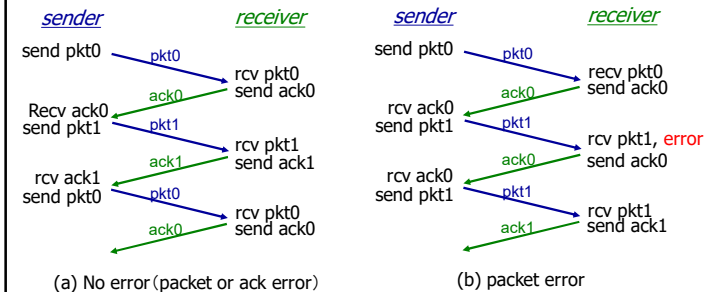 sender
receiver
send pkt0
pkt0
rcv pkt0
send ack0
ack0
Recv ack0
send pkt1
pkt1
rcv pkt1
send ack1
ack1
rcv ack1
send pkt0
pkt0
rcv pkt0
send ack0
ack0
(a) No error(packet or ack error)
sender
receiver
send pkt0
pkt0
recv pkt0
send ack0
ack0
rcv ack0
send pkt1
pkt1
rcv pkt1, error
send ack0
ack0
rcv ack0
send pkt1
pkt1
rcv pkt1
send ack1
ack1
(b) packet error